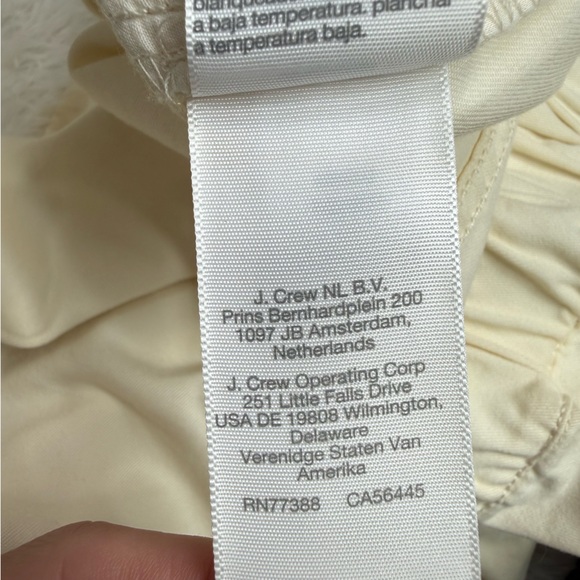 a baja temperatura. planchar
a temperatura baja.
J. Crew NL B.V.
Prins Bernhardplein 200
1097 JB Amsterdam,
Netherlands
J. Crew Operating Corp
251 Little Falls Drive
USA DE 19808 Wilmington,
Delaware
Verenidge Staten Van
Amerika
RN77388 CA56445